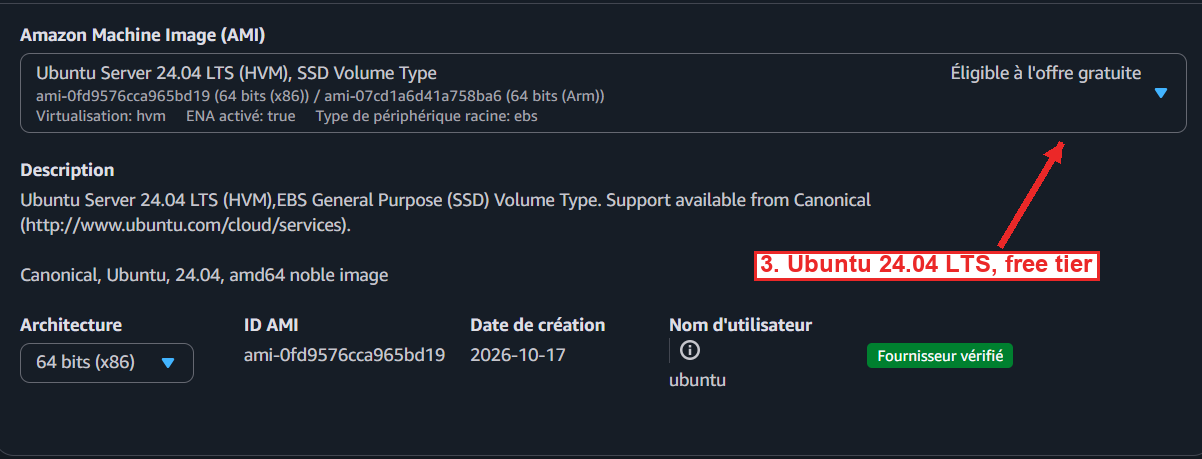 Amazon Machine Image (AMI)
Ubuntu Server 24.04 LTS (HVM), SSD Volume Type
Éligible à l'offre gratuite
ami-0fd9576cca965bd19 (64 bits (x86)) / ami-07cd1a6d41a758ba6 (64 bits (Arm))
Virtualisation: hvm ENA activé: true Type de périphérique racine: ebs
Description
Ubuntu Server 24.04 LTS (HVM),EBS General Purpose (SSD) Volume Type. Support available from Canonical
(http://www.ubuntu.com/cloud/services).
3. Ubuntu 24.04 LTS, free tier
Canonical, Ubuntu, 24.04, amd64 noble image
Architecture ID AMI Date de création Nom d'utilisateur
64 bits (x86) ami-0fd9576cca965bd19 2026-10-17
ubuntu
Fournisseur vérifié